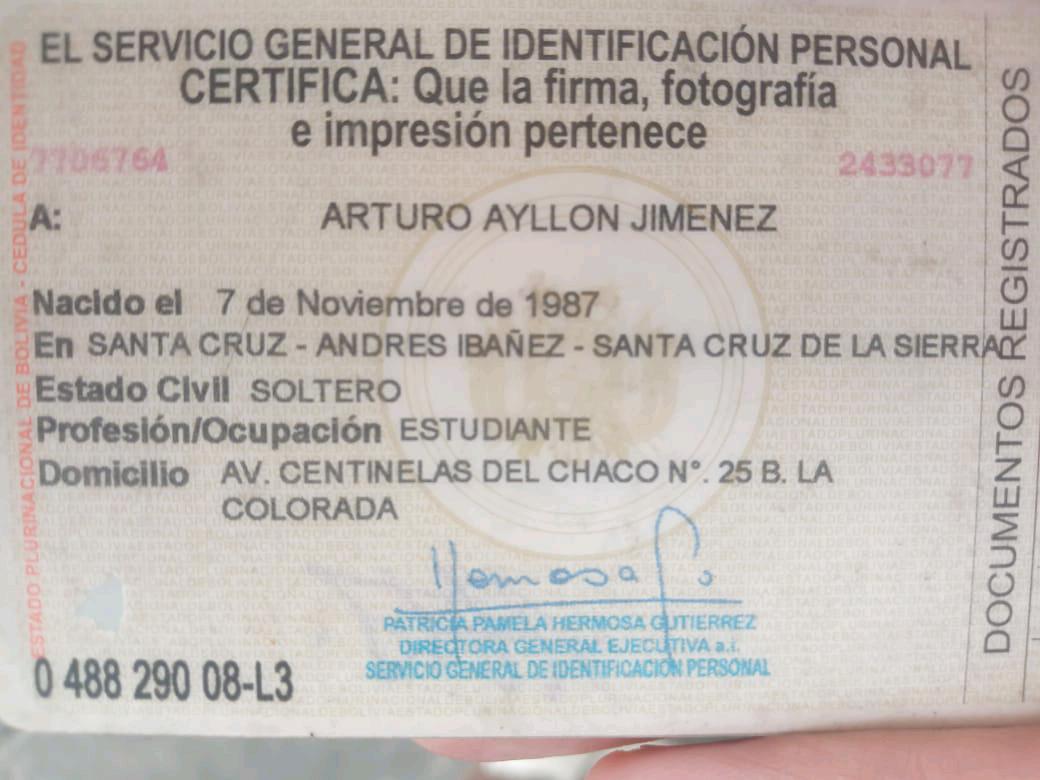 EL SERVICIO GENERAL DE IDENTIFICACIÓN PERSONAL
CERTIFICA: Que la firma, fotografía
e impresión pertenece
7706764
2433077
A: ARTURO AYLLON JIMENEZ
Nacido el 7 de Noviembre de 1987
En SANTA CRUZ - ANDRES IBAÑEZ - SANTA CRUZ DE LA SIERRA
Estado Civil SOLTERO
Profesión/Ocupación ESTUDIANTE
Domicilio AV. CENTINELAS DEL CHACO N°. 25 B. LA
COLORADA
Hermosa
PATRICIA PAMELA HERMOSA GUTIERREZ
DIRECTORA GENERAL EJECUTIVA a.i.
SERVICIO GENERAL DE IDENTIFICACIÓN PERSONAL
0 488 290 08-L3
ESTADO PLURINACIONAL DE BOLIVIA - CEDULA DE IDENTIDAD
DOCUMENTOS REGISTRADOS